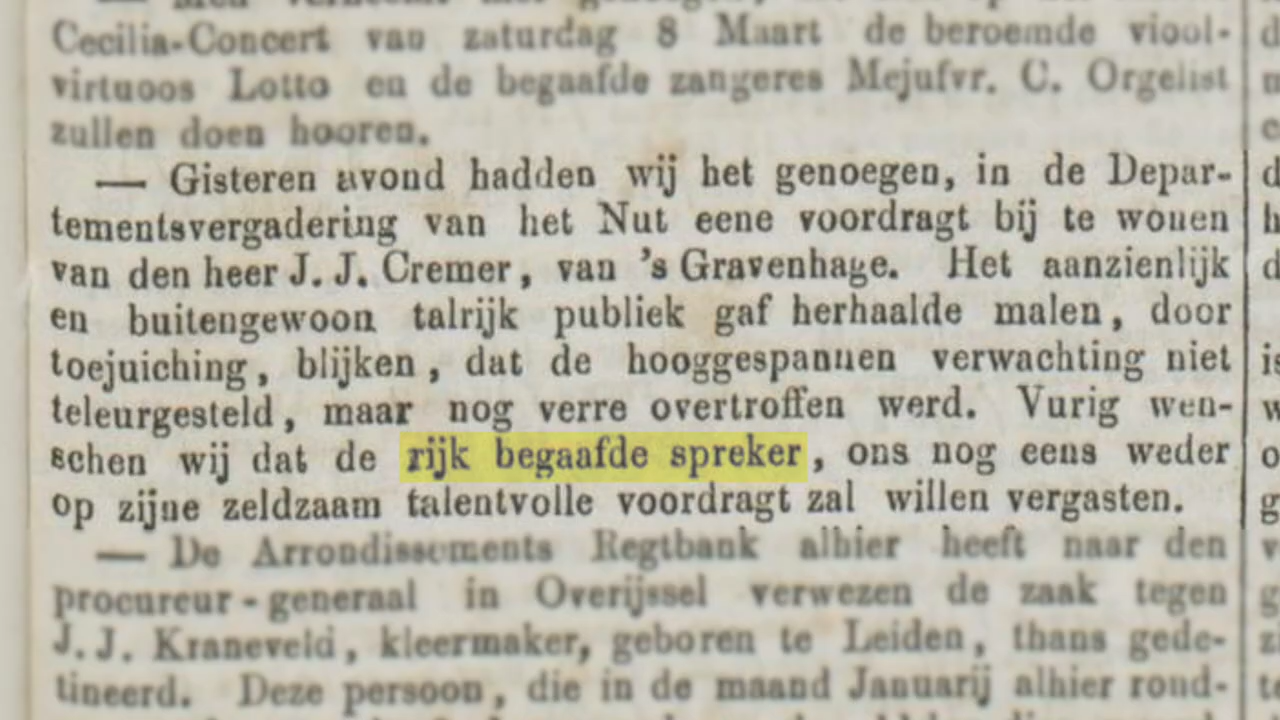 Cecilia-Concert van zaturdag 8 Maart de beroemde viool-
virtuoos Lotto en de begaafde zangeres Mejufvr. C. Orgelist
zullen doen hooren.
— Gisteren avond hadden wij het genoegen, in de Depar-
tementsvergadering van het Nut eene voordragt bij te wonen
van den heer J. J. Cremer, van 's Gravenhage. Het aanzienlijk
en buitengewoon talrijk publiek gaf herhaalde malen, door
toejuiching, blijken, dat de hooggespannen verwachting niet
teleurgesteld, maar nog verre overtroffen werd. Vurig wen-
schen wij dat de rijk begaafde spreker, ons nog eens weder
op zijne zeldzaam talentvolle voordragt zal willen vergasten.
— De Arrondissements Regtbank alhier heeft naar den
procureur-generaal in Overijssel verwezen de zaak tegen
J. J. Kraneveld, kleermaker, geboren te Leiden, thans gede-
tineerd. Deze persoon, die in de maand Januarij alhier rond-